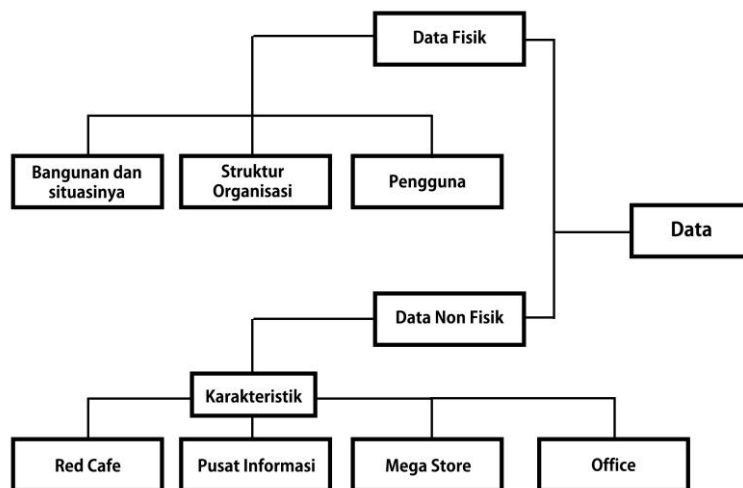 Data Fisik
Bangunan dan
situasinya
Struktur
Organisasi
Pengguna
Data
Data Non Fisik
Karakteristik
Red Cafe
Pusat Informasi
Mega Store
Office